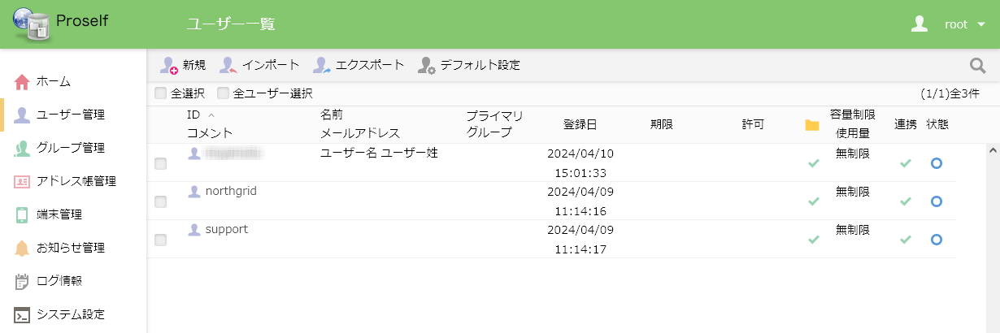 Proself
ユーザー一覧
root
ホーム
ユーザー管理
グループ管理
アドレス帳管理
端末管理
お知らせ管理
ログ情報
システム設定
新規 インポート エクスポート デフォルト設定
全選択 全ユーザー選択 (1/1)全3件
ID 名前 プライマリ 登録日 期限 許可 容量制限 連携 状態
コメント メールアドレス グループ 使用量
ユーザー名 ユーザー姓 2024/04/10 無制限
15:01:33
northgrid 2024/04/09 無制限
11:14:16
support 2024/04/09 無制限
11:14:17